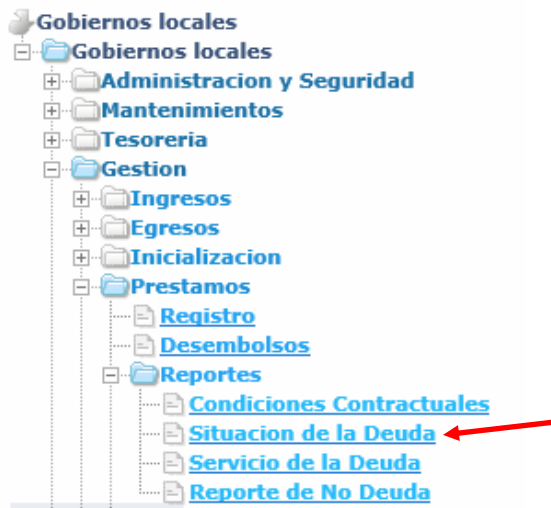 Gobiernos locales
Gobiernos locales
Administracion y Seguridad
Mantenimientos
Tesoreria
Gestion
Ingresos
Egresos
Inicializacion
Prestamos
Registro
Desembolsos
Reportes
Condiciones Contractuales
Situacion de la Deuda
Servicio de la Deuda
Reporte de No Deuda